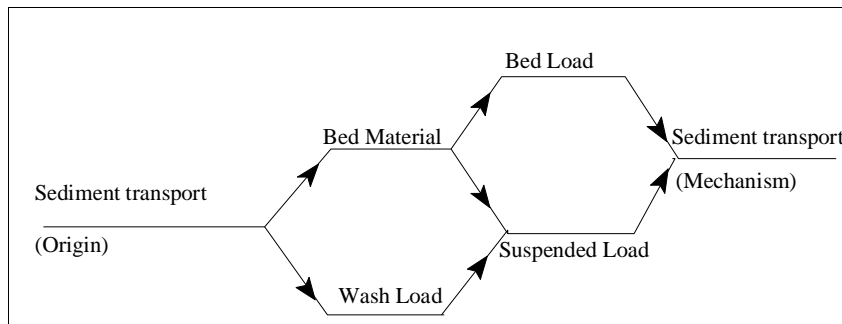 Bed Load
Bed Material
Sediment transport
(Mechanism)
Sediment transport
(Origin)
Suspended Load
Wash Load